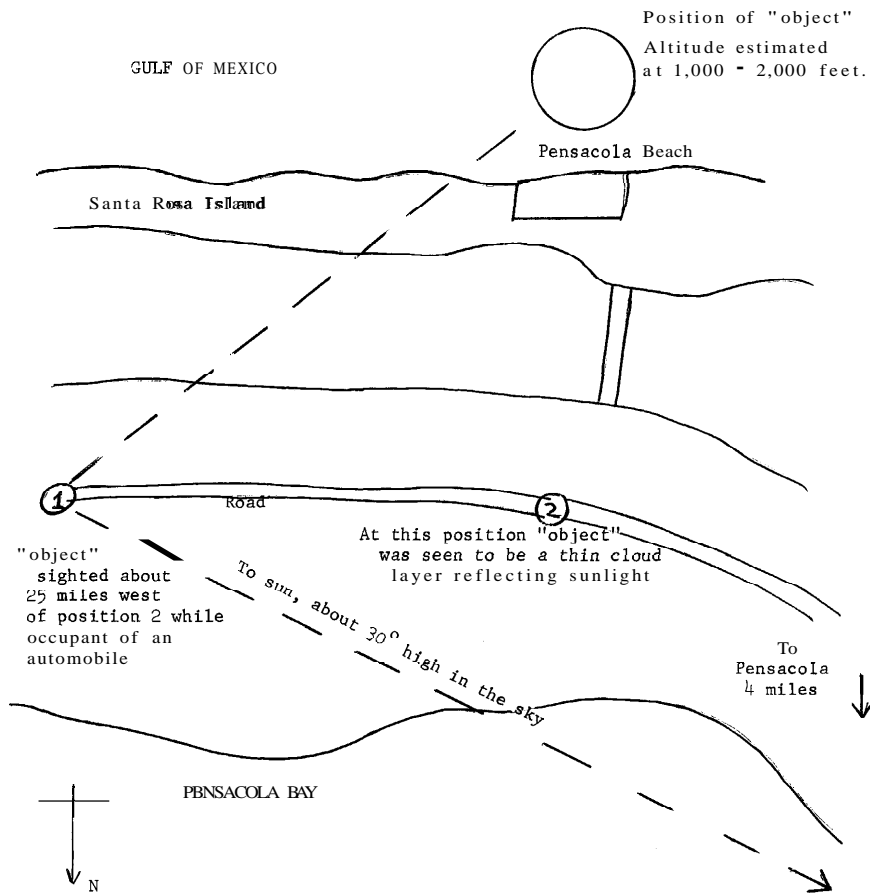 Position of "object"
Altitude estimated
at 1,000 - 2,000 feet.
GULF OF MEXICO
Pensacola Beach
Santa Rosa Island
1
Road
2
At this position "object"
was seen to be a thin cloud
layer reflecting sunlight
"object"
sighted about
25 miles west
of position 2 while
occupant of an
automobile
To sun, about 30° high in the sky
To
Pensacola
4 miles
PBNSACOLA BAY
N